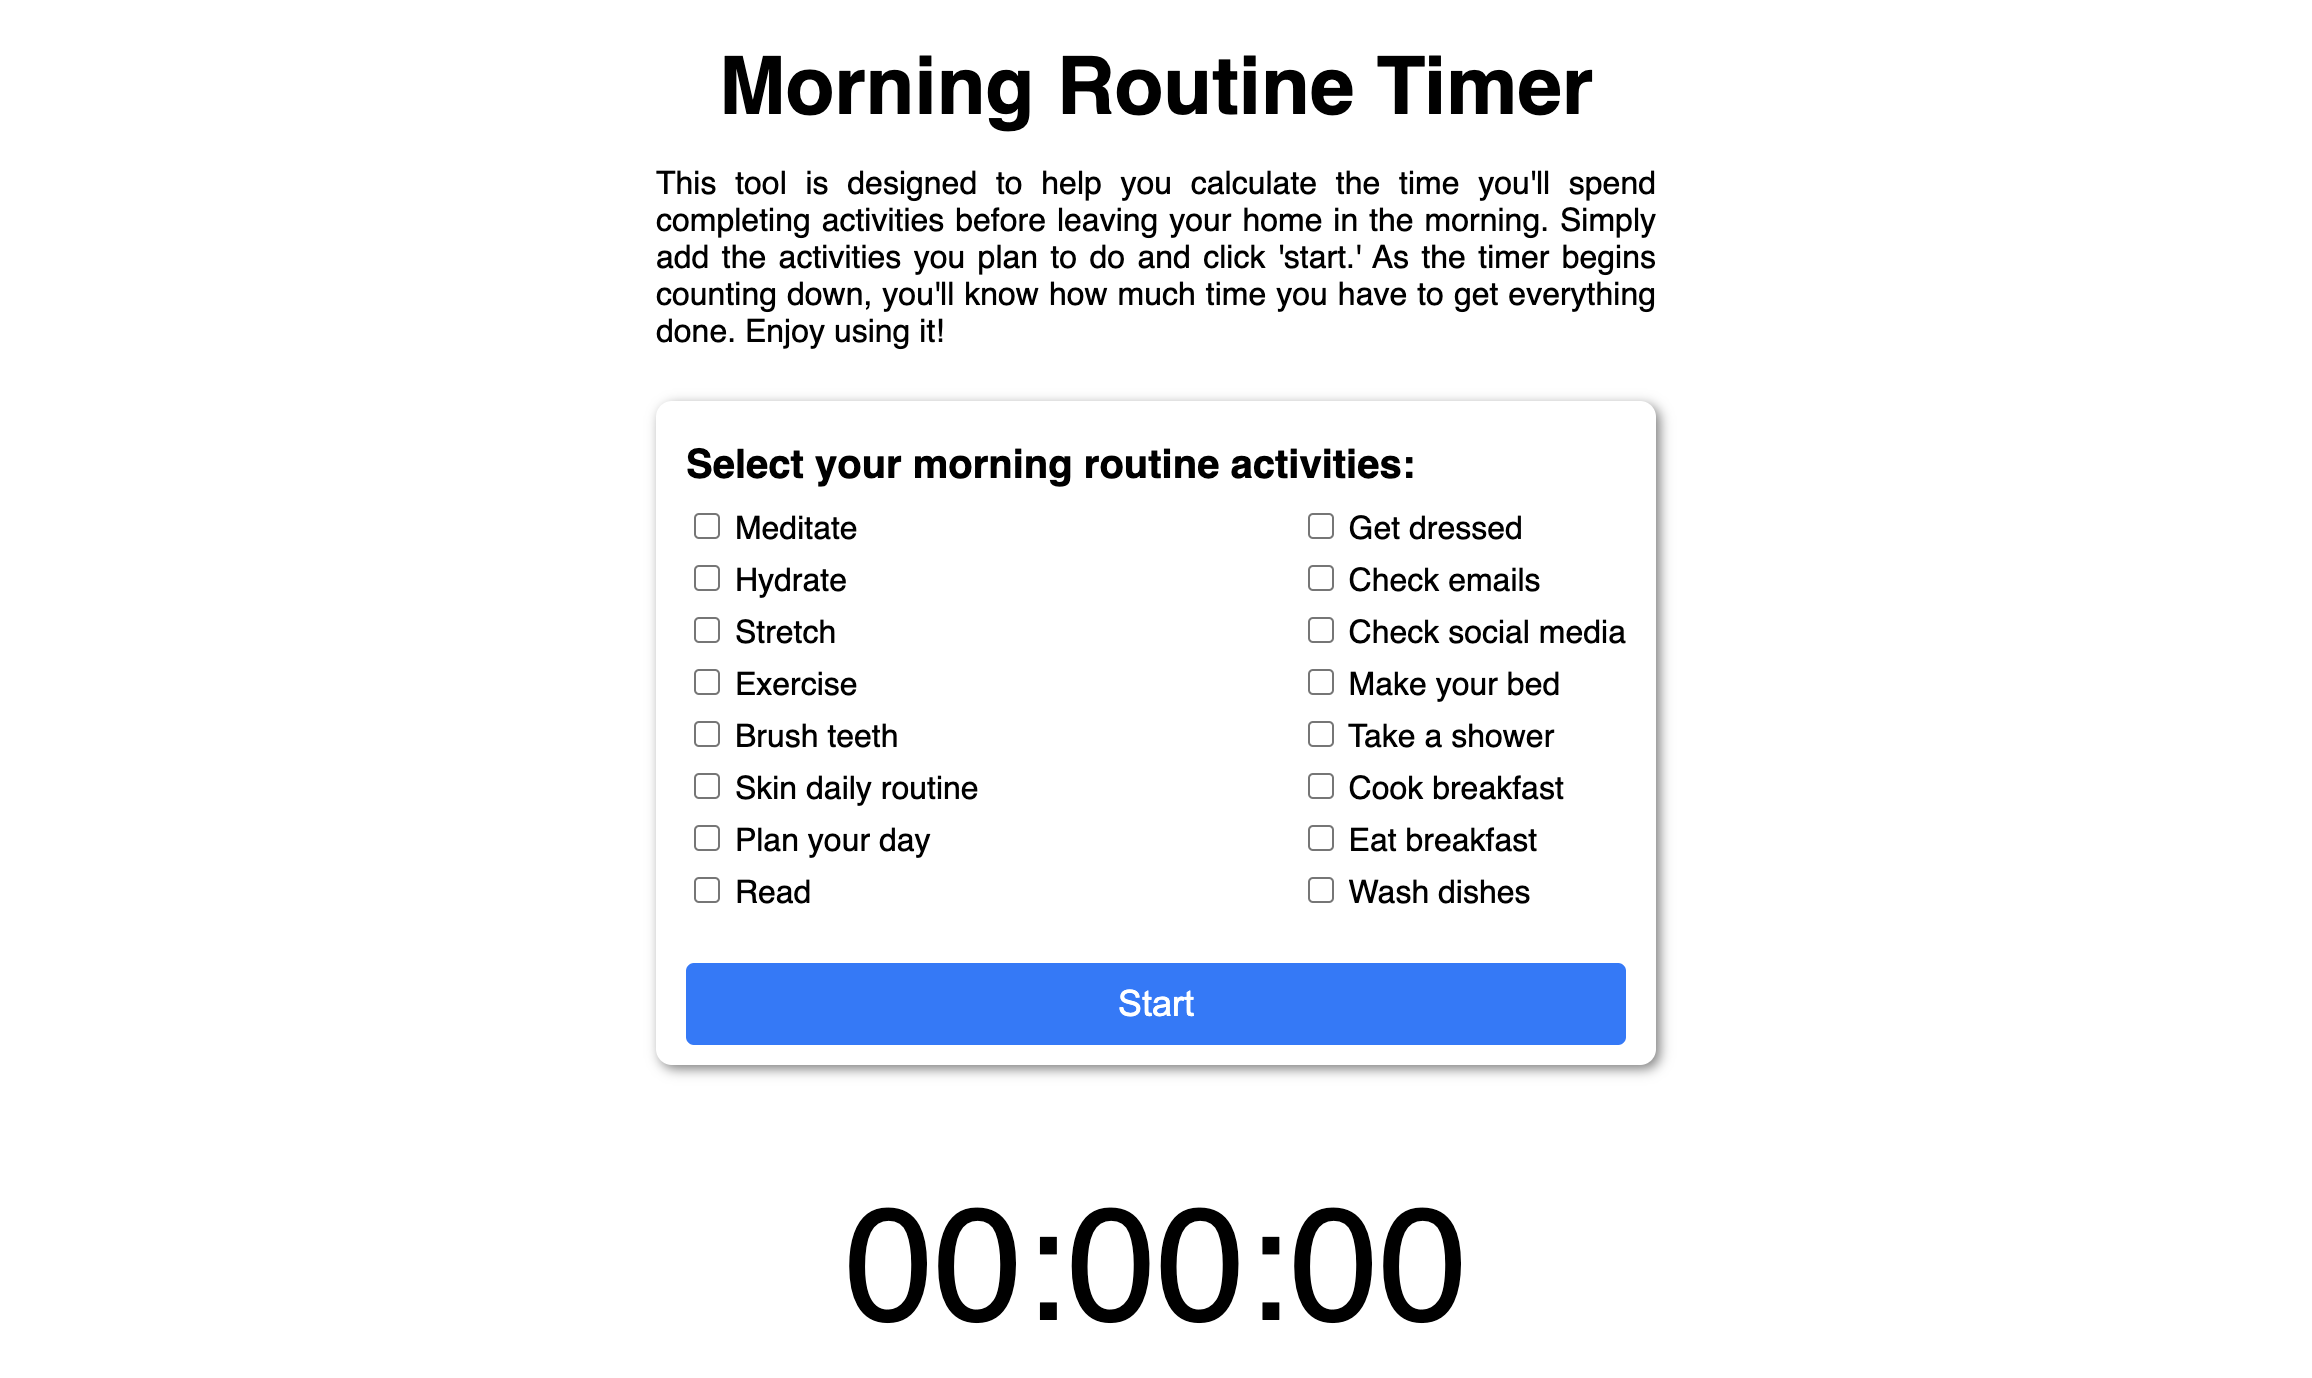 Morning Routine Timer
This tool is designed to help you calculate the time you'll spend
completing activities before leaving your home in the morning. Simply
add the activities you plan to do and click 'start.' As the timer begins
counting down, you'll know how much time you have to get everything
done. Enjoy using it!
Select your morning routine activities:
Meditate
Hydrate
Stretch
Exercise
Brush teeth
Skin daily routine
Plan your day
Read
Get dressed
Check emails
Check social media
Make your bed
Take a shower
Cook breakfast
Eat breakfast
Wash dishes
Start
00:00:00